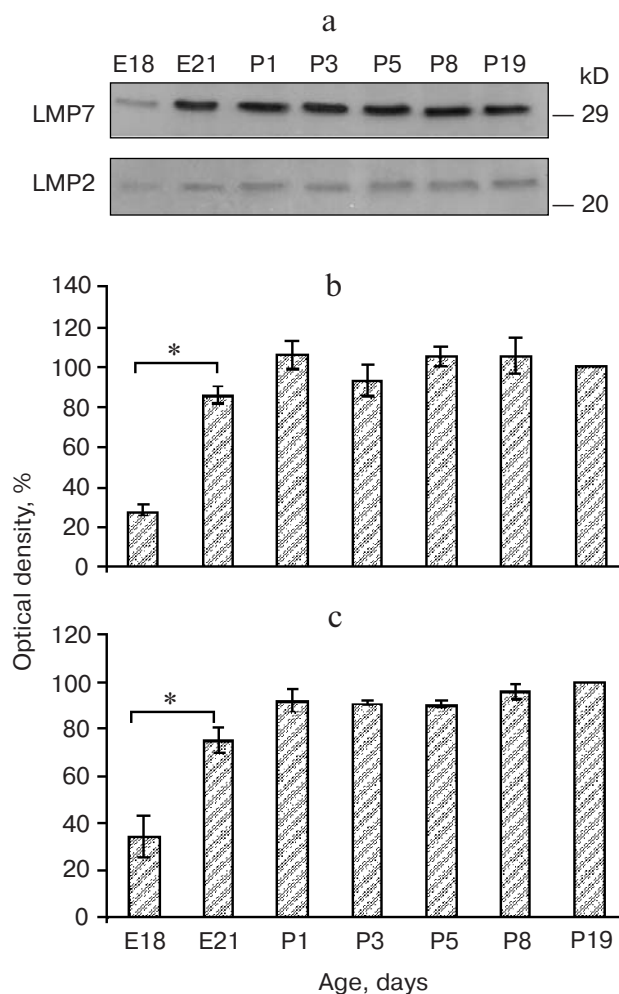 a
E18 E21 P1 P3 P5 P8 P19 kD
LMP7 — 29
LMP2 — 20
b
140
120
100
80
60
40
20
0
*
Optical density, %
c
120
100
80
60
40
20
0
*
E18 E21 P1 P3 P5 P8 P19
Age, days